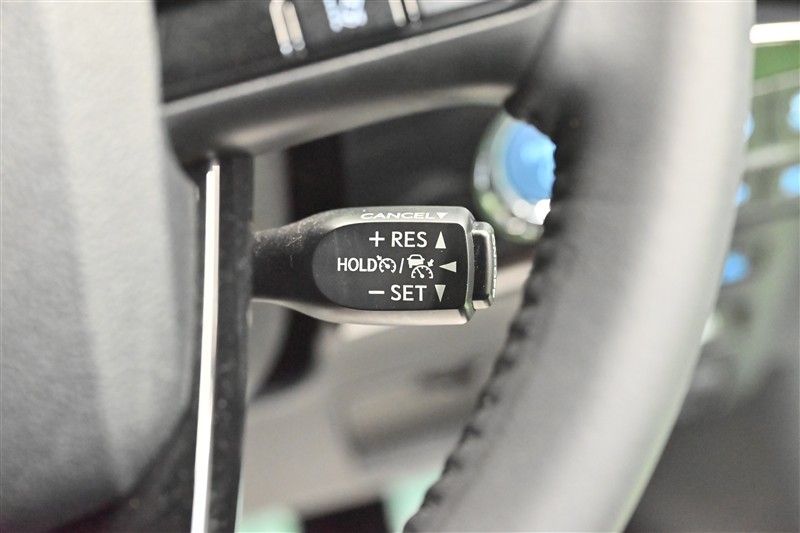 CANCEL▼
+ RES ▲
HOLD / ◀
− SET ▼